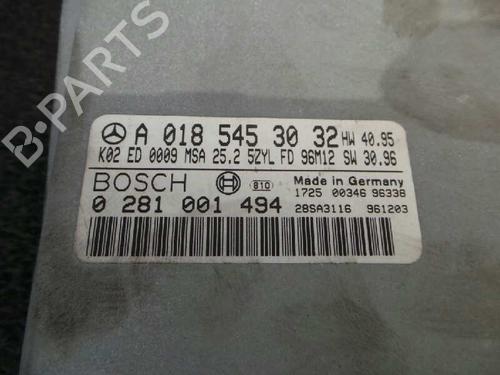 A 018 545 30 32 HW 40.95
K02 ED 0009 MSA 25.2 5ZYL FD 96M12 SW 30.96
BOSCH 810 Made in Germany
1725 00346 96338
0 281 001 494 28SA3116 961203
B-PARTS